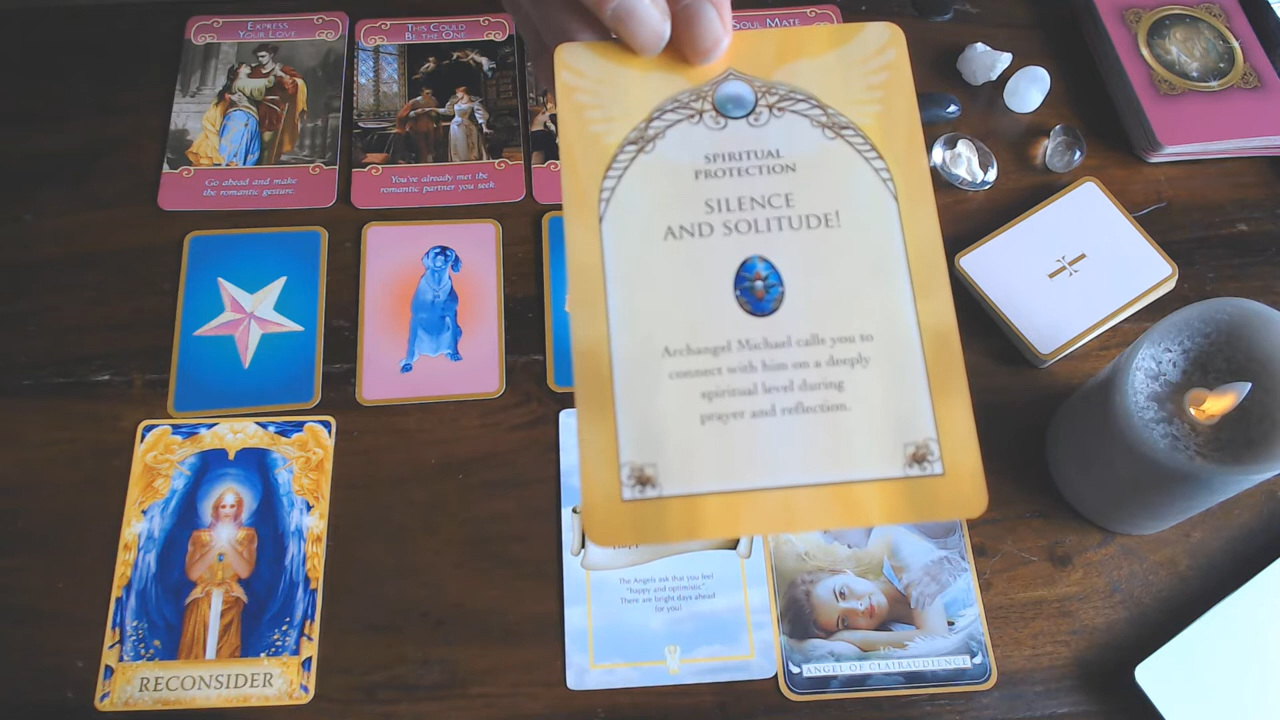 EXPRESS
YOUR LOVE
Go ahead and make
the romantic gesture.
THIS COULD
BE THE ONE
You've already met the
romantic partner you seek.
SOUL MATE
SPIRITUAL
PROTECTION
SILENCE
AND SOLITUDE!
Archangel Michael calls you to
connect with him on a deeply
spiritual level during
prayer and reflection.
RECONSIDER
The Angels ask that you feel
"happy and optimistic".
There are bright days ahead
for you!
10
ANGEL OF CLAIRAUDIENCE